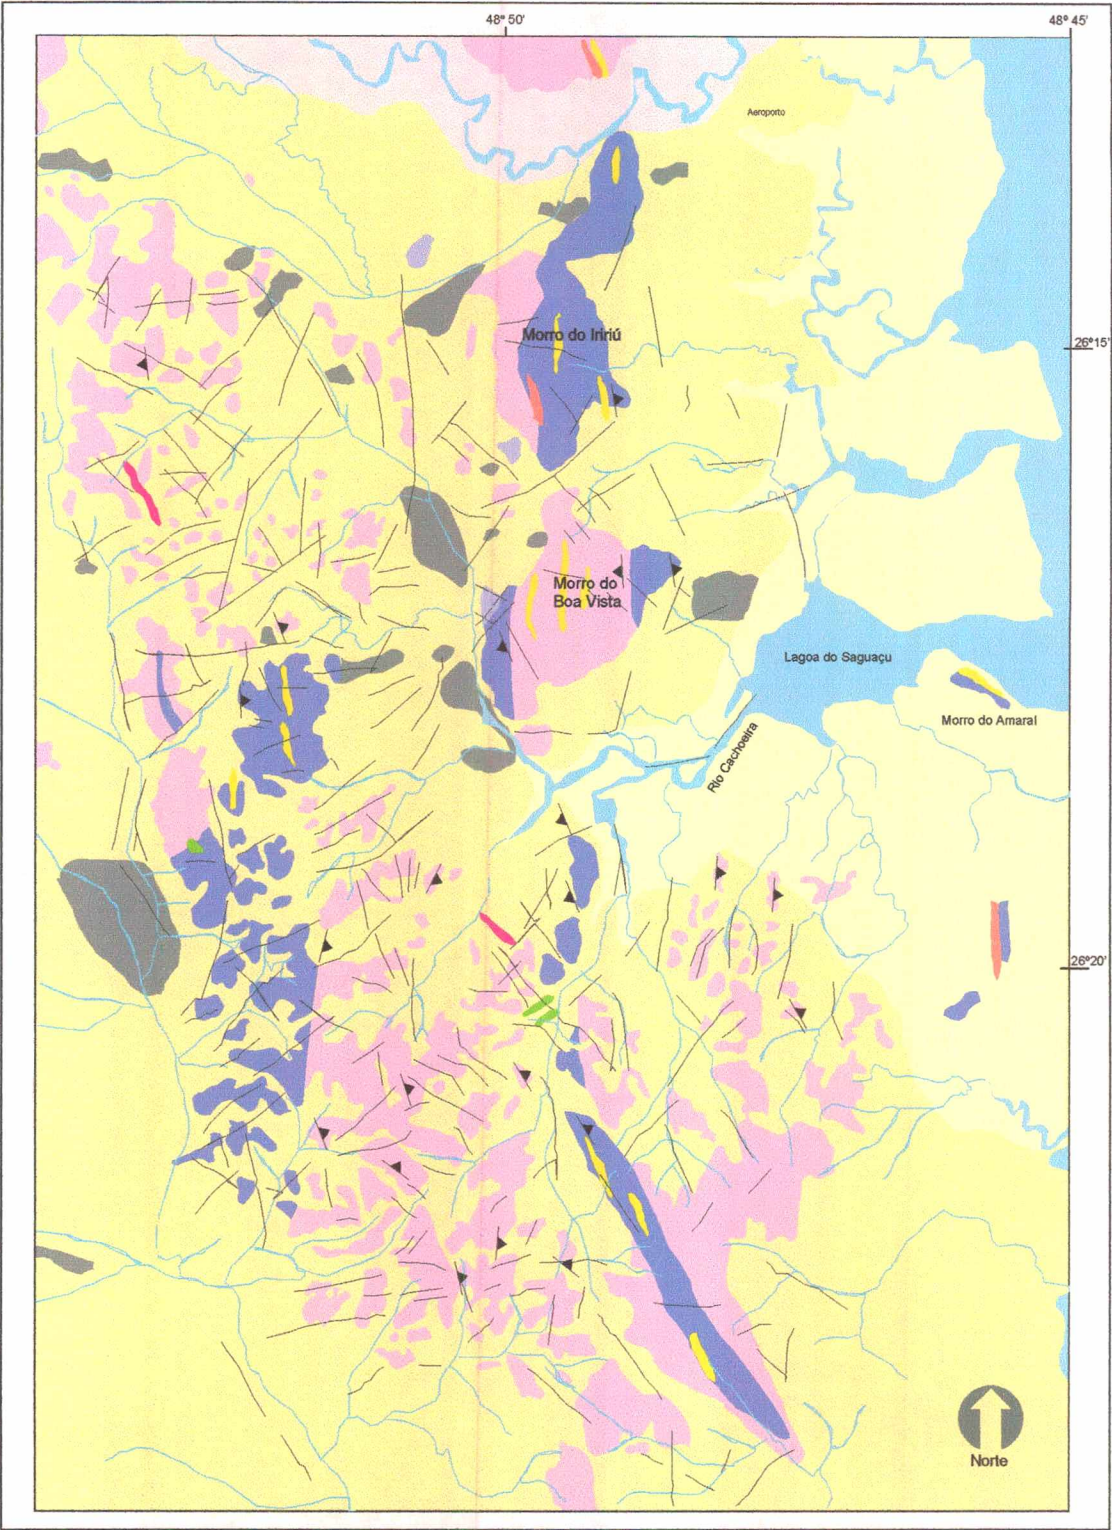 48° 50'
48° 45'
Aeroporto
Morro do Iririú
26°15'
Morro do
Boa Vista
Lagoa do Saguaçu
Morro do Amaral
Rio Cachoeira
26°20'
Norte